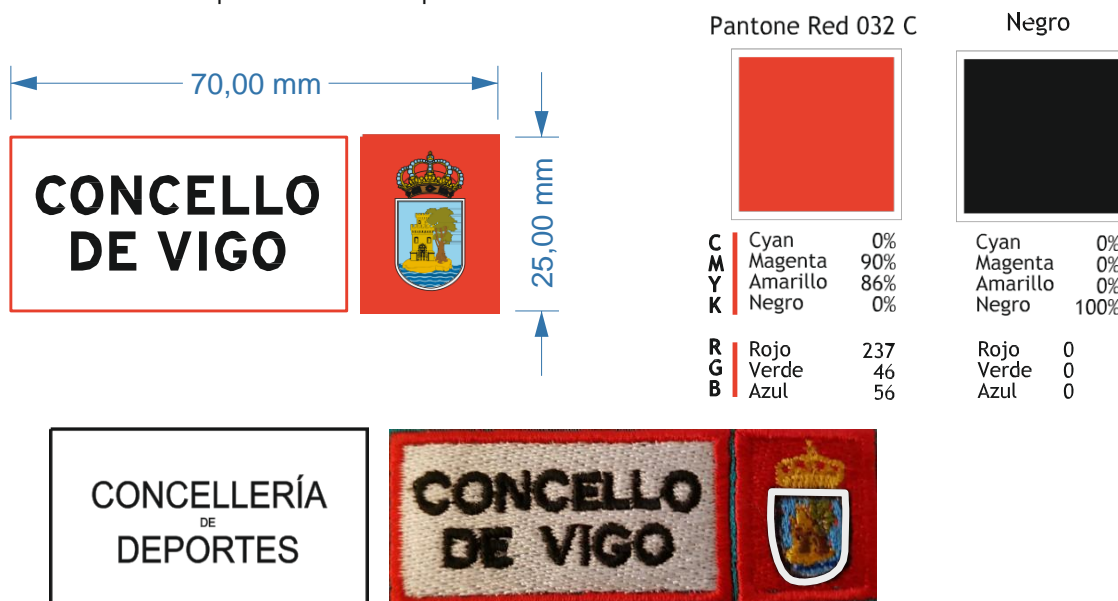 Pantone Red 032 C
Negro
70,00 mm
CONCELLO
DE VIGO
25,00 mm
C Cyan 0%
M Magenta 90%
Y Amarillo 86%
K Negro 0%
Cyan 0%
Magenta 0%
Amarillo 0%
Negro 100%
R Rojo 237
G Verde 46
B Azul 56
Rojo 0
Verde 0
Azul 0
CONCELLERÍA
DE
DEPORTES
CONCELLO
DE VIGO